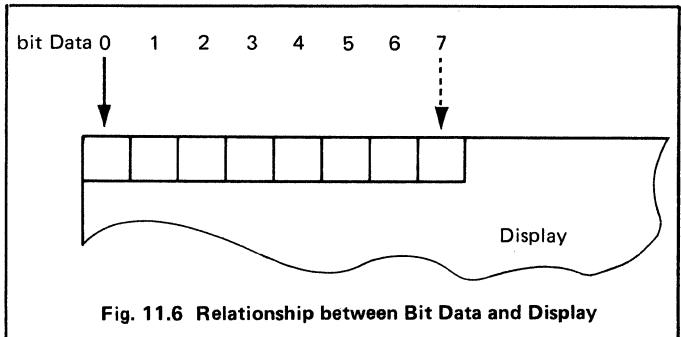 bit Data 0 1 2 3 4 5 6 7
Display
Fig. 11.6 Relationship between Bit Data and Display